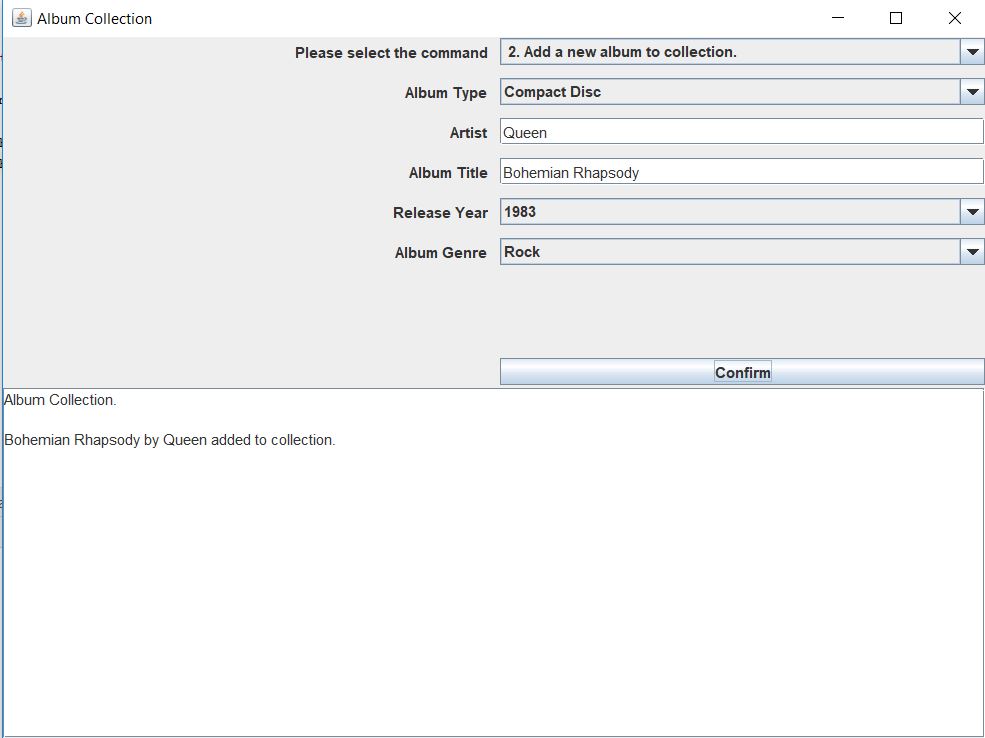 Album Collection
Please select the command 2. Add a new album to collection.
Album Type Compact Disc
Artist Queen
Album Title Bohemian Rhapsody
Release Year 1983
Album Genre Rock
Confirm
Album Collection.
Bohemian Rhapsody by Queen added to collection.